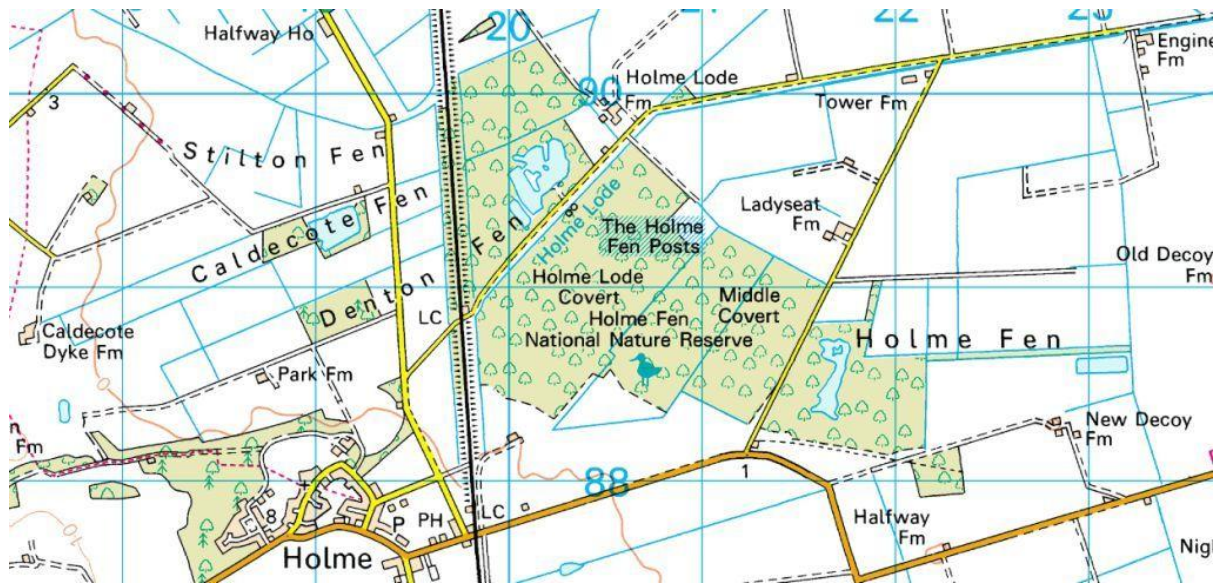 20
22
Halfway Ho
Engine
Fm
Holme Lode
Fm
90
Tower Fm
3
Stilton Fen
Caldecote Fen
Holme Lode
The Holme
Fen Posts
Ladyseat
Fm
Old Decoy
Fm
Denton Fen
Holme Lode
Covert
Middle
Covert
LC
Holme Fen
National Nature Reserve
Holme Fen
Caldecote
Dyke Fm
Park Fm
New Decoy
Fm
Fm
88
1
8
P
PH
LC
Halfway
Fm
Holme